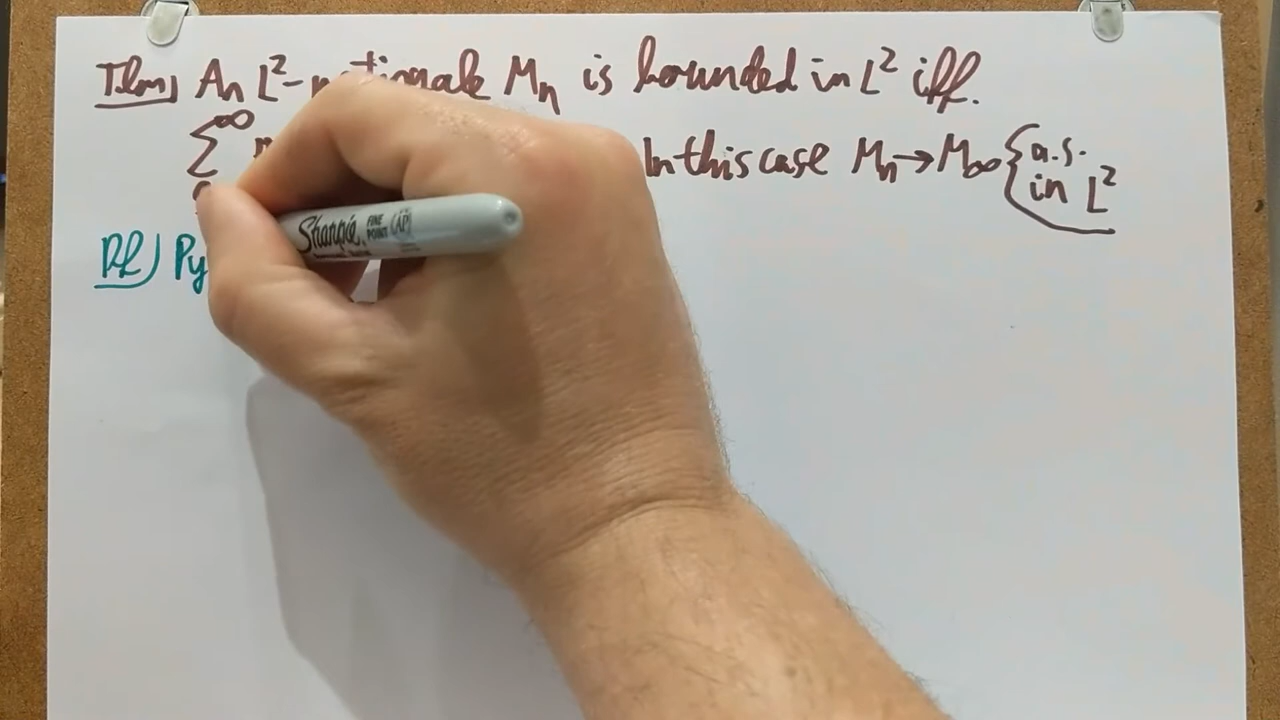 Thm) An L²-martingale Mn is bounded in L² iff.
∑ ∞ In this case Mn → M∞ { a.s.
in L²
Pf) Py
Sharpie. FINE POINT (AP)